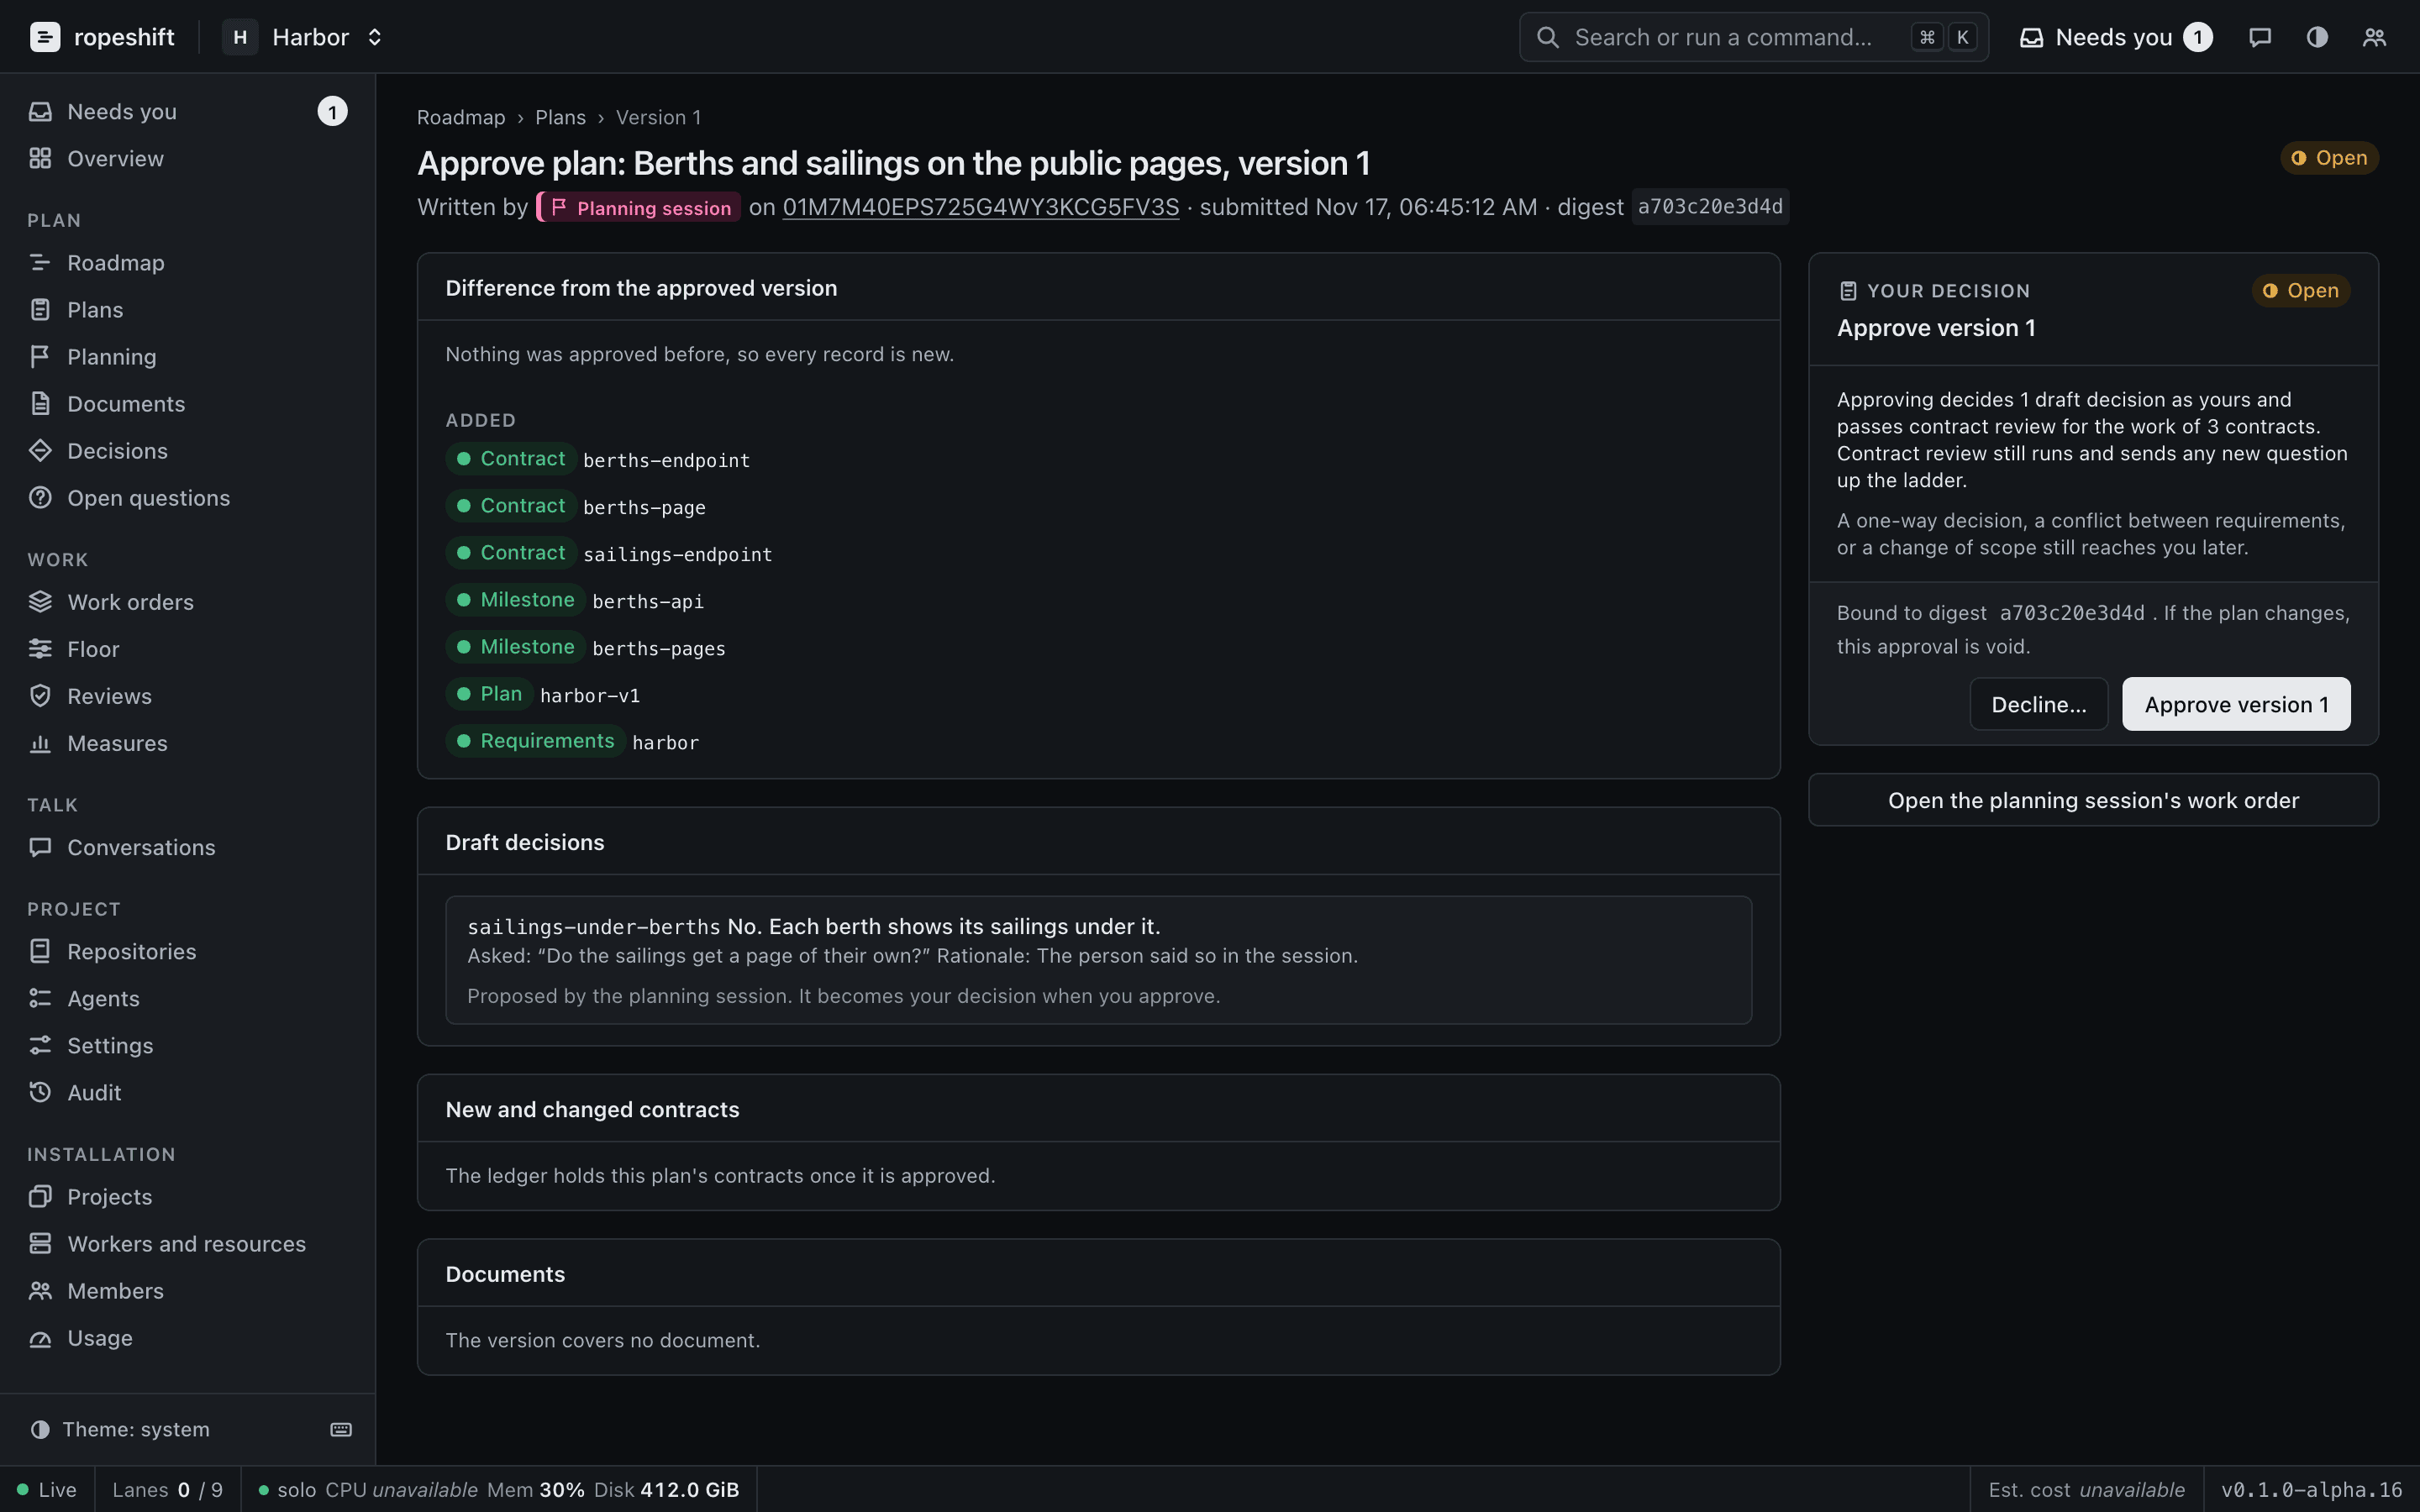 ropeshift
H Harbor
Search or run a command... ⌘ K
Needs you 1
Needs you 1
Overview
PLAN
Roadmap
Plans
Planning
Documents
Decisions
Open questions
WORK
Work orders
Floor
Reviews
Measures
TALK
Conversations
PROJECT
Repositories
Agents
Settings
Audit
INSTALLATION
Projects
Workers and resources
Members
Usage
Theme: system
Roadmap › Plans › Version 1
Approve plan: Berths and sailings on the public pages, version 1
Open
Written by Planning session on 01M7M40EPS725G4WY3KCG5FV3S · submitted Nov 17, 06:45:12 AM · digest a703c20e3d4d
Difference from the approved version
Nothing was approved before, so every record is new.
ADDED
Contract berths-endpoint
Contract berths-page
Contract sailings-endpoint
Milestone berths-api
Milestone berths-pages
Plan harbor-v1
Requirements harbor
Draft decisions
sailings-under-berths No. Each berth shows its sailings under it.
Asked: “Do the sailings get a page of their own?” Rationale: The person said so in the session.
Proposed by the planning session. It becomes your decision when you approve.
New and changed contracts
The ledger holds this plan's contracts once it is approved.
Documents
The version covers no document.
YOUR DECISION
Open
Approve version 1
Approving decides 1 draft decision as yours and
passes contract review for the work of 3 contracts.
Contract review still runs and sends any new question
up the ladder.
A one-way decision, a conflict between requirements,
or a change of scope still reaches you later.
Bound to digest a703c20e3d4d . If the plan changes,
this approval is void.
Decline...
Approve version 1
Open the planning session's work order
Live
Lanes 0 / 9
solo CPU unavailable Mem 30% Disk 412.0 GiB
Est. cost unavailable
v0.1.0-alpha.16